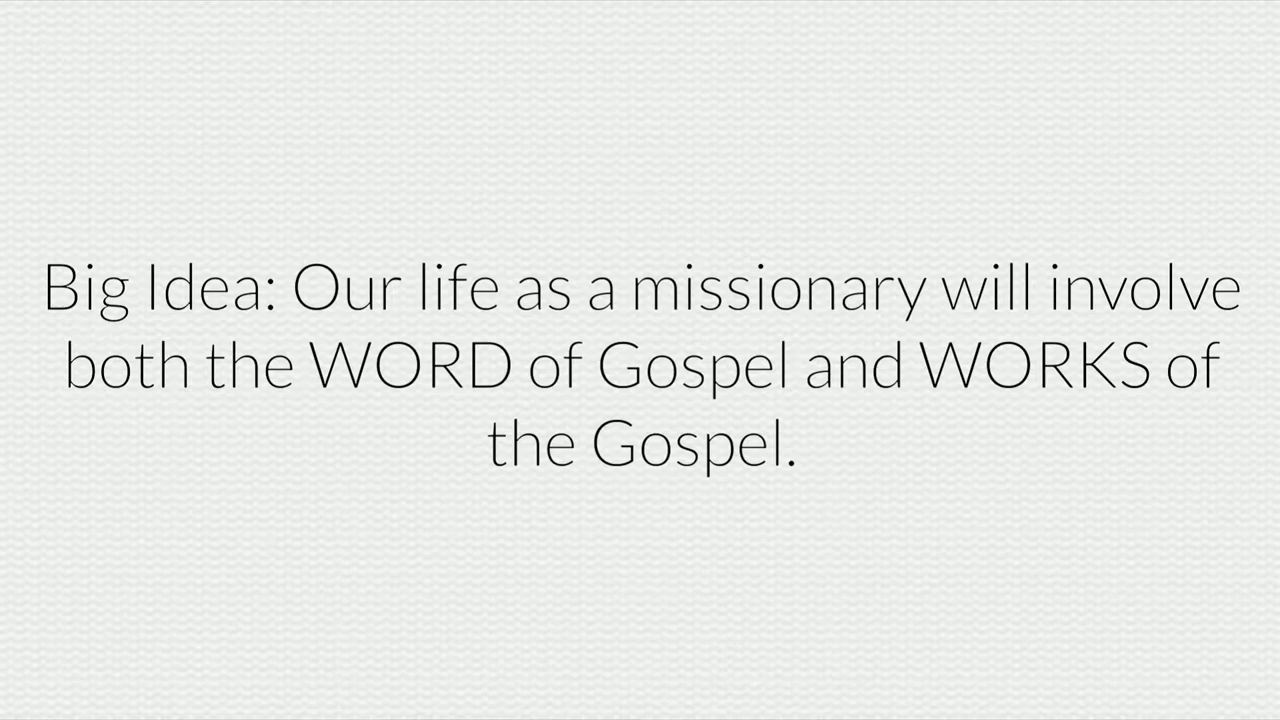 Big Idea: Our life as a missionary will involve
both the WORD of Gospel and WORKS of
the Gospel.